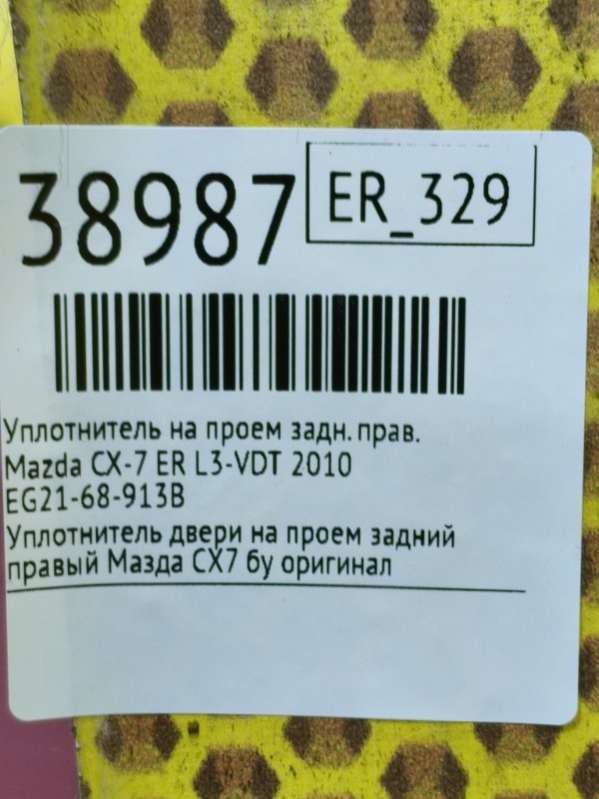 38987
ER_329
Уплотнитель на проем задн. прав.
Mazda CX-7 ER L3-VDT 2010
EG21-68-913B
Уплотнитель двери на проем задний
правый Мазда СХ7 бу оригинал